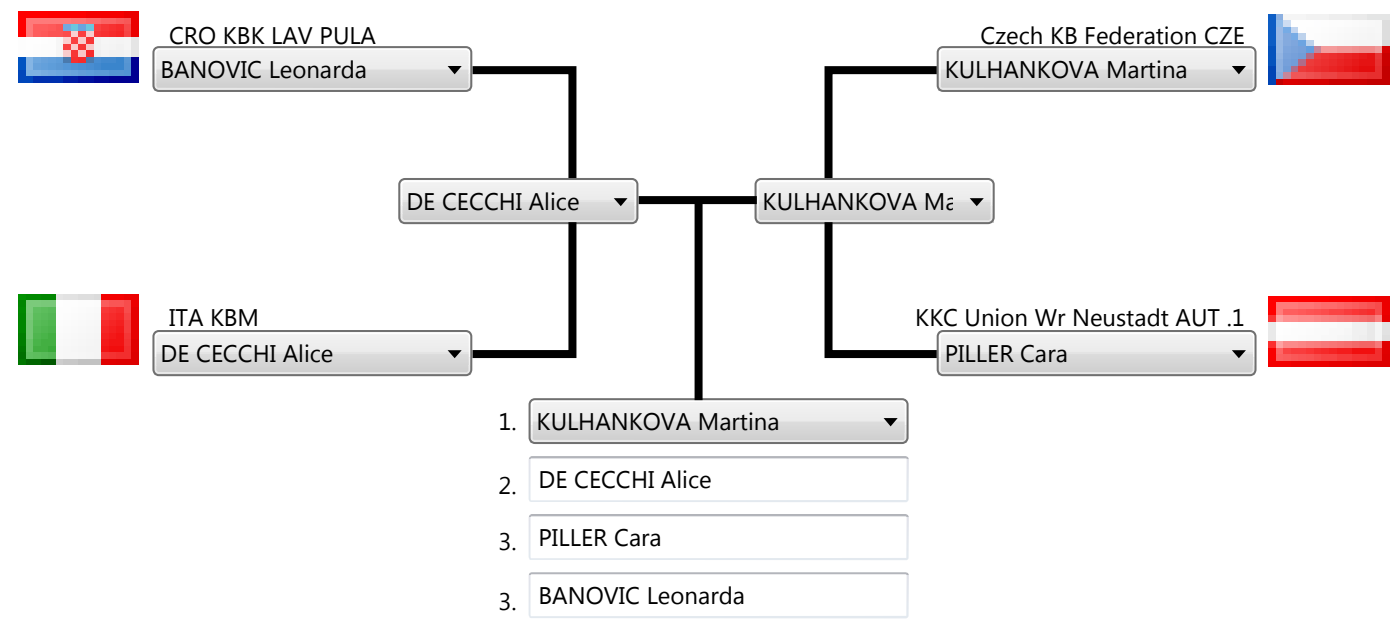 CRO KBK LAV PULA
BANOVIC Leonarda
Czech KB Federation CZE
KULHANKOVA Martina
DE CECCHI Alice
KULHANKOVA Ma
ITA KBM
DE CECCHI Alice
KKC Union Wr Neustadt AUT .1
PILLER Cara
1. KULHANKOVA Martina
2. DE CECCHI Alice
3. PILLER Cara
3. BANOVIC Leonarda